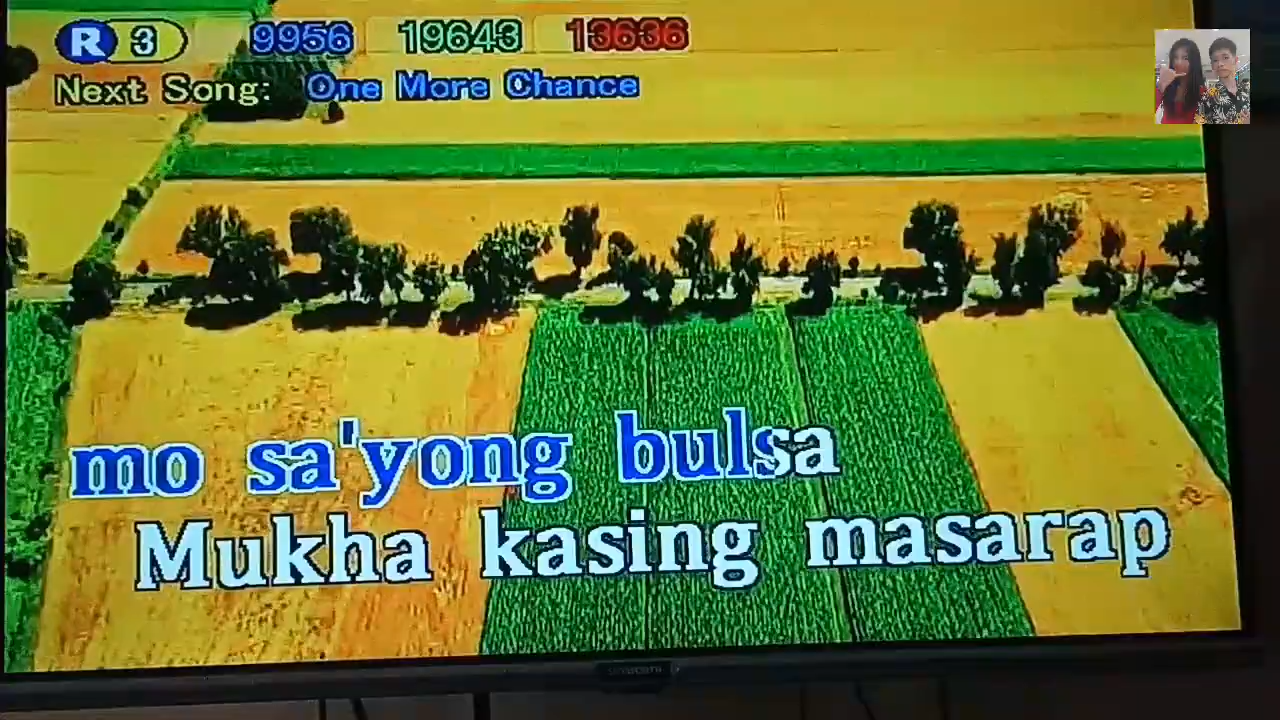 R 3 9956 19643 13636
Next Song: One More Chance
mo sa'yong bulsa
Mukha kasing masarap